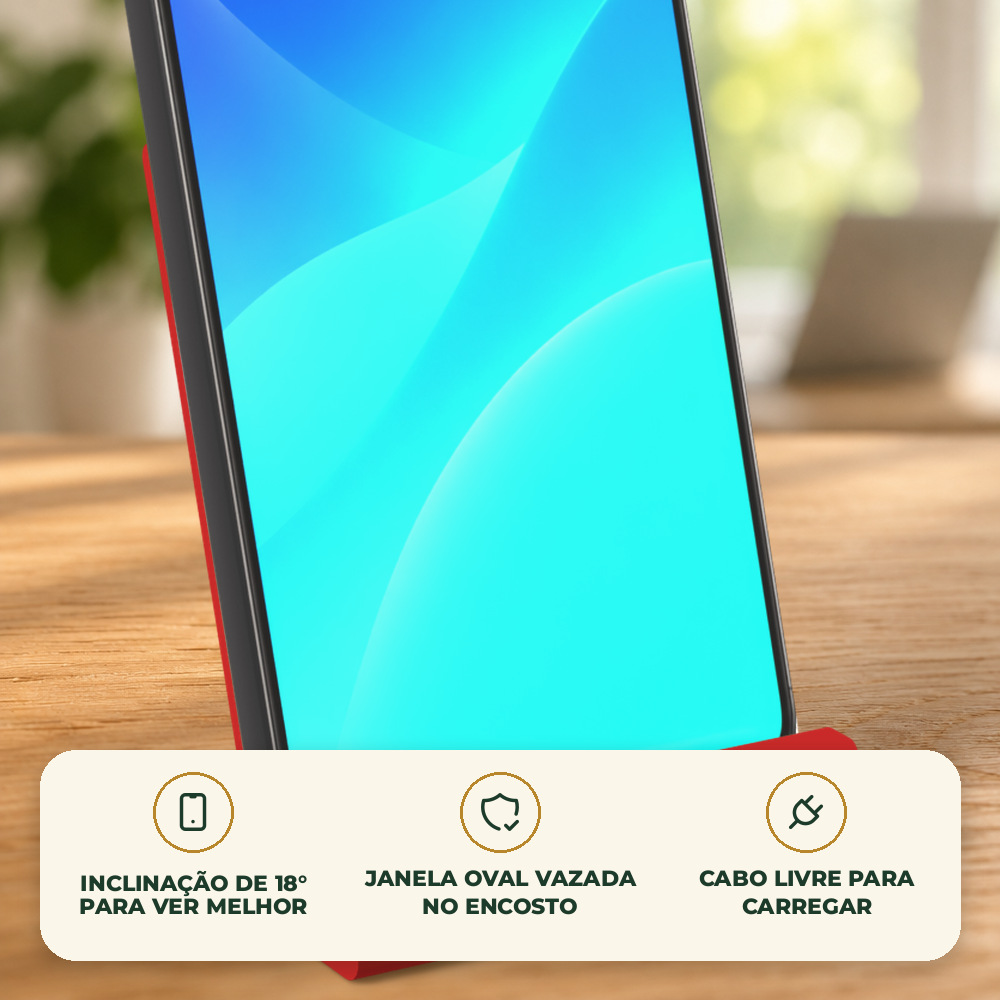 INCLINAÇÃO DE 18°
PARA VER MELHOR
JANELA OVAL VAZADA
NO ENCOSTO
CABO LIVRE PARA
CARREGAR